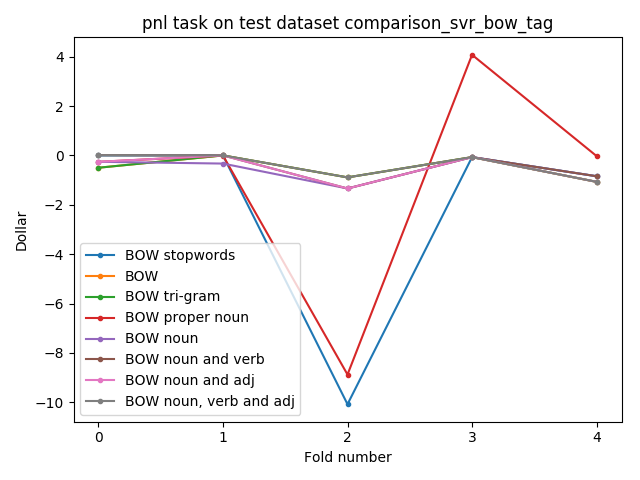 pnl task on test dataset comparison_svr_bow_tag
4
2
0
−2
−4
−6
−8
−10
Dollar
BOW stopwords
BOW
BOW tri-gram
BOW proper noun
BOW noun
BOW noun and verb
BOW noun and adj
BOW noun, verb and adj
0 1 2 3 4
Fold number